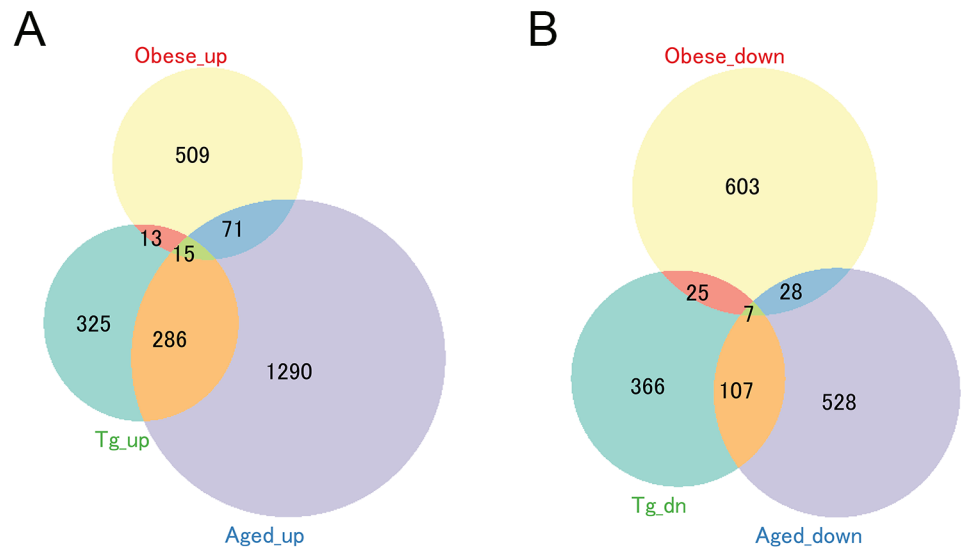 A
B
Obese_up
Obese_down
509
603
13
15
71
25
7
28
325
286
1290
366
107
528
Tg_up
Tg_dn
Aged_up
Aged_down